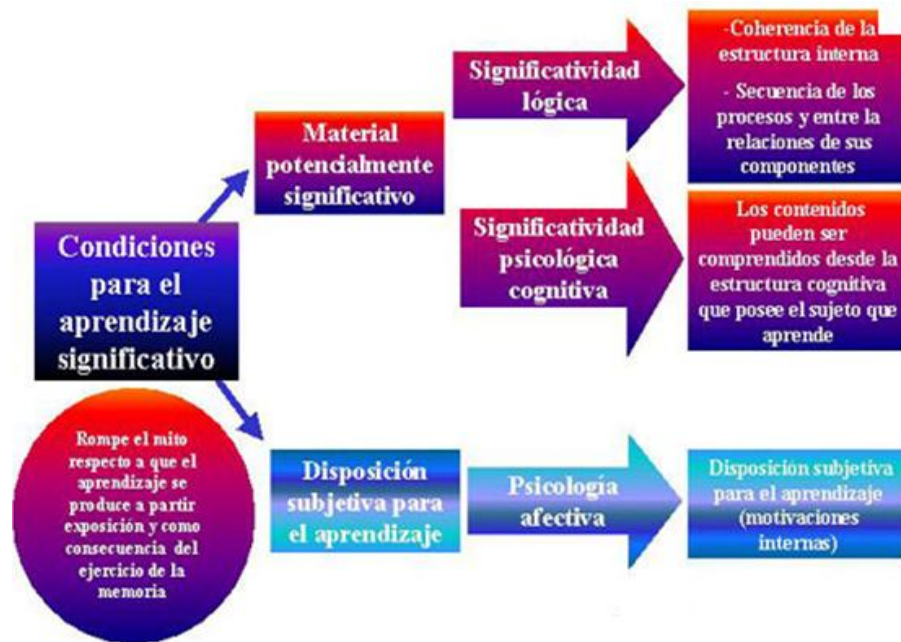 Condiciones
para el
aprendizaje
significativo
Rompe el mito
respecto a que el
aprendizaje se
produce a partir
exposición y como
consecuencia del
ejercicio de la
memoria
Material
potencialmente
significativo
Significatividad
lógica
-Coherencia de la
estructura interna
- Secuencia de los
procesos y entre la
relaciones de sus
componentes
Significatividad
psicológica
cognitiva
Los contenidos
pueden ser
comprendidos desde
la estructura cognitiva
que posee el sujeto que
aprende
Disposición
subjetiva para
el aprendizaje
Psicología
afectiva
Disposición subjetiva
para el aprendizaje
(motivaciones
internas)